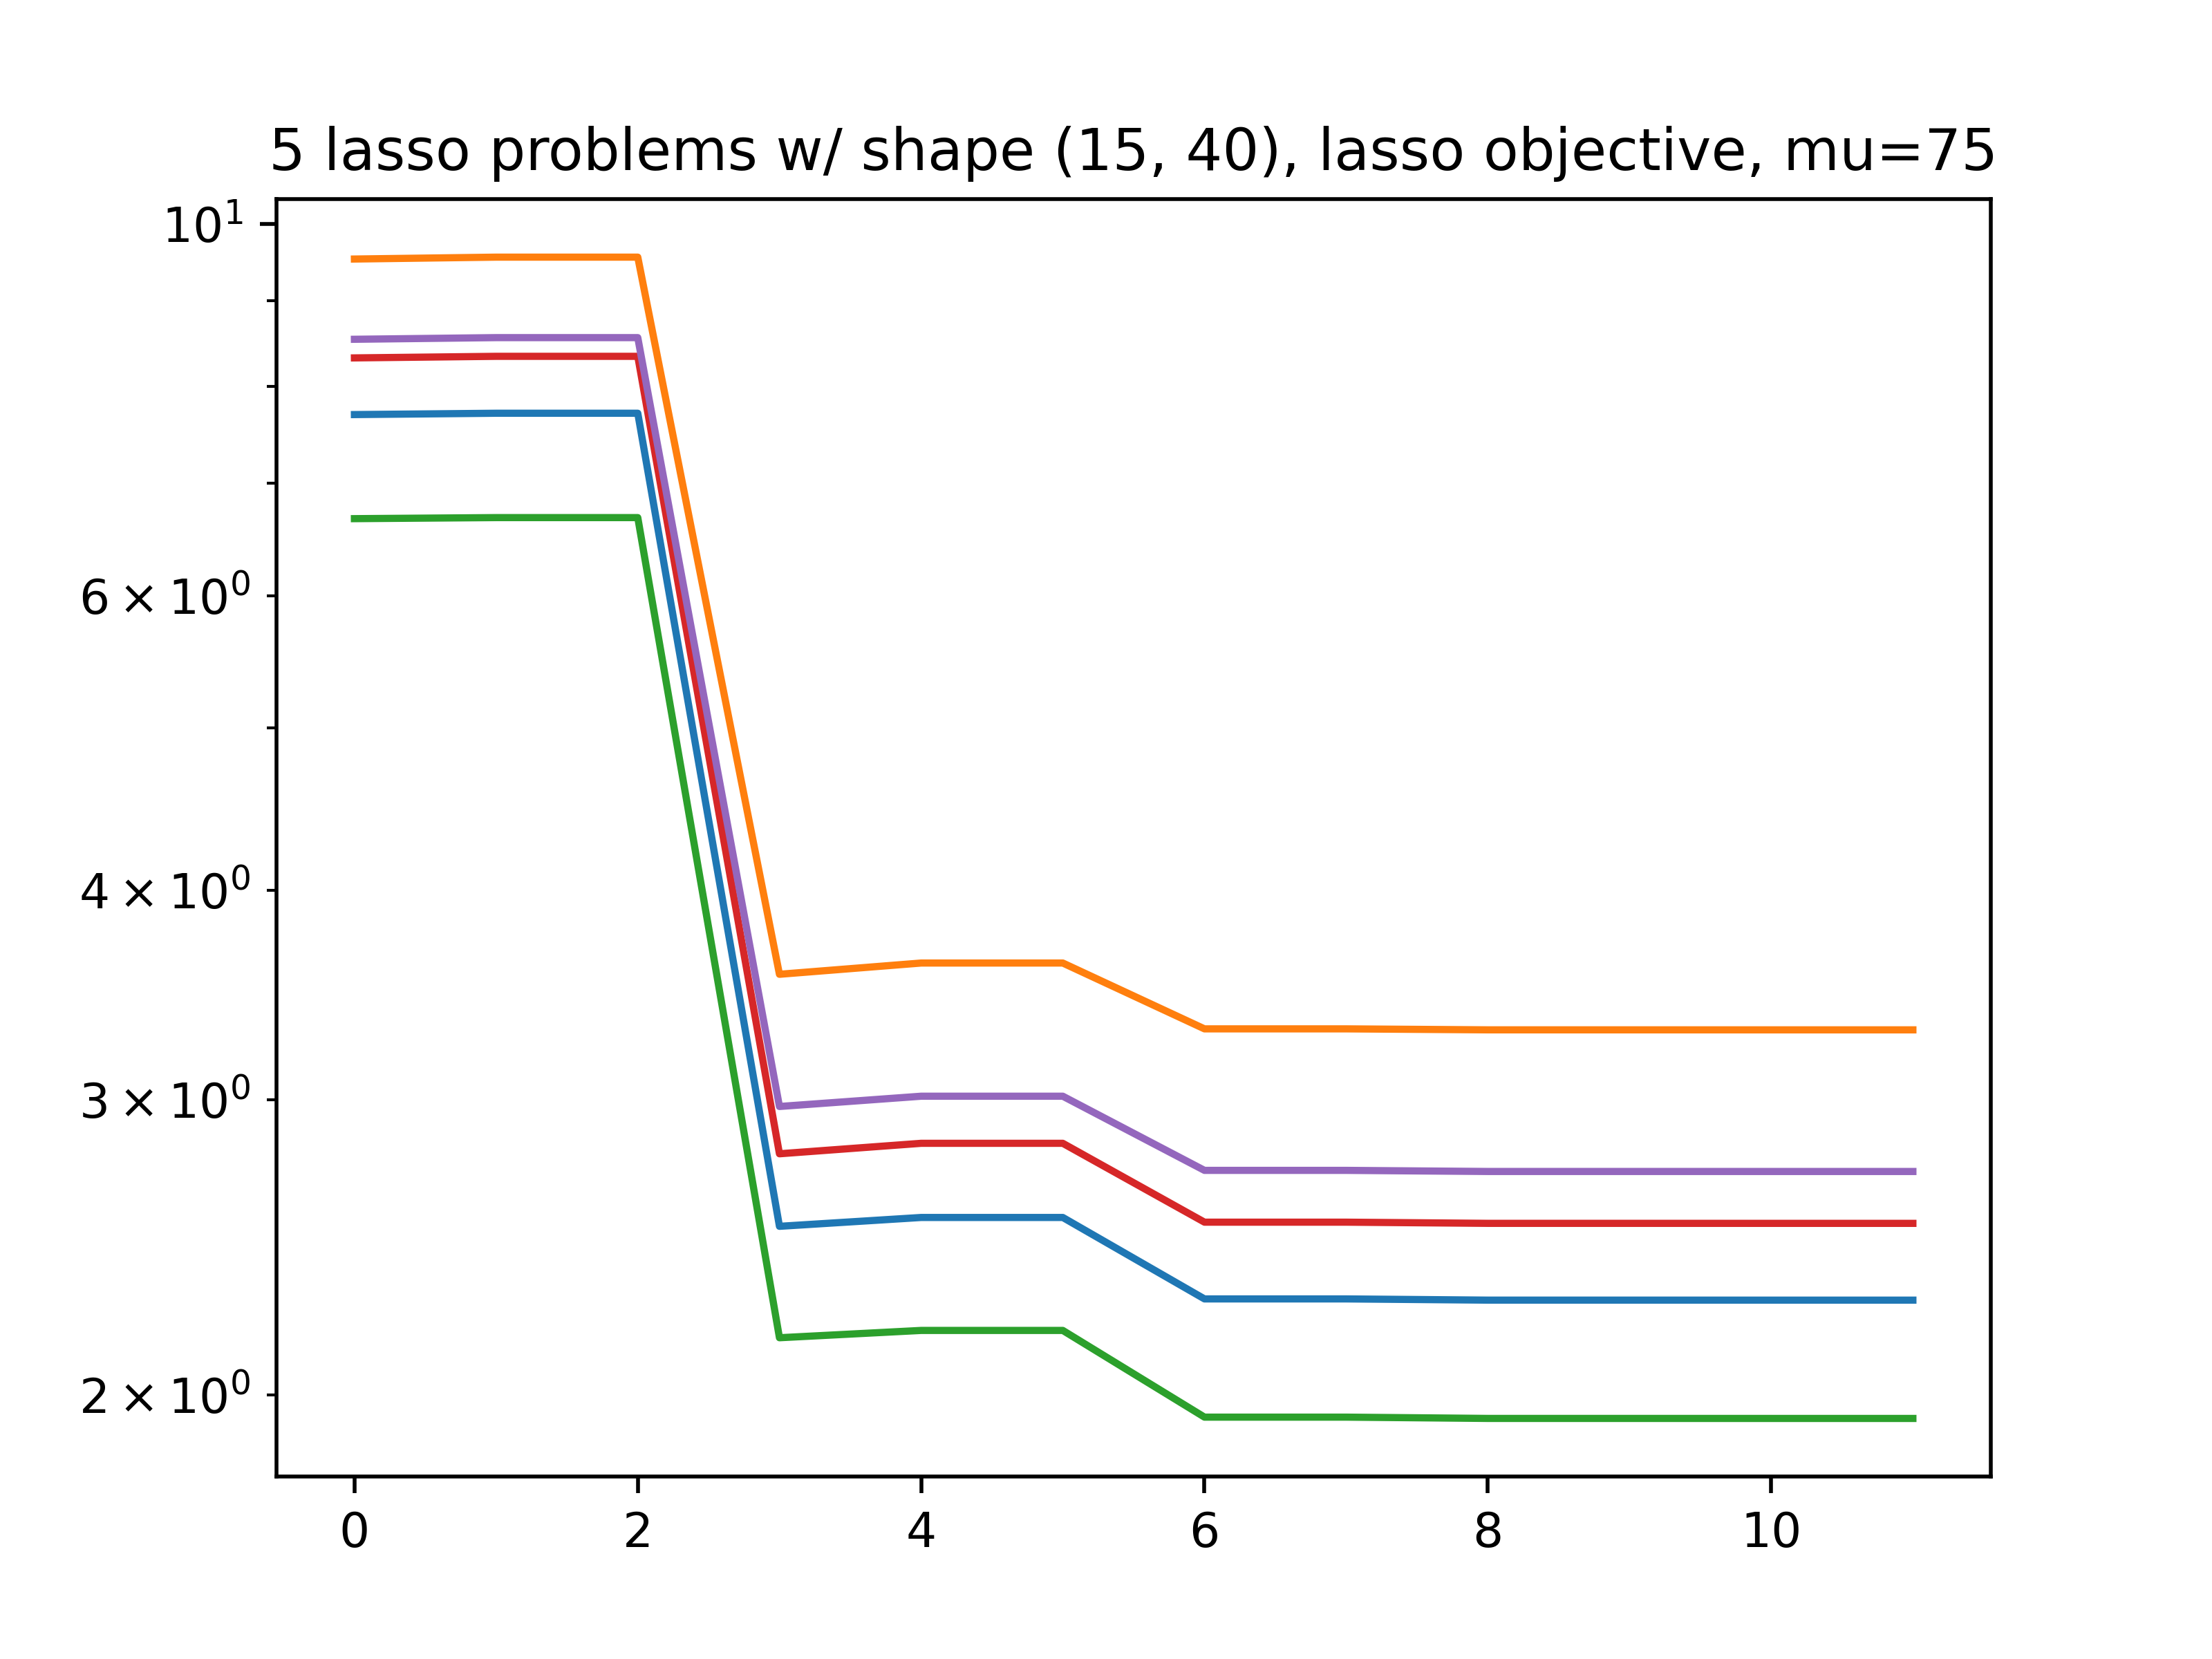 5 lasso problems w/ shape (15, 40), lasso objective, mu=75
10¹
6 × 10⁰
4 × 10⁰
3 × 10⁰
2 × 10⁰
0 2 4 6 8 10